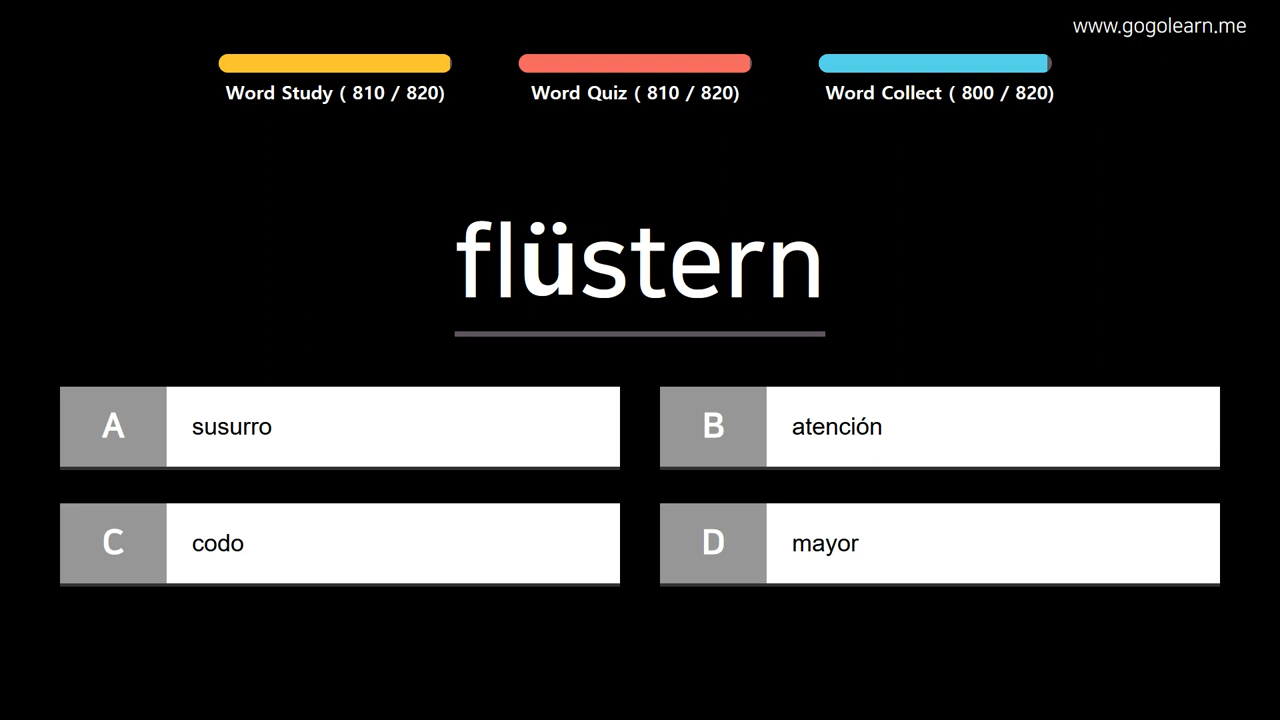 www.gogolearn.me
Word Study ( 810 / 820)
Word Quiz ( 810 / 820)
Word Collect ( 800 / 820)
flüstern
A susurro
B atención
C codo
D mayor